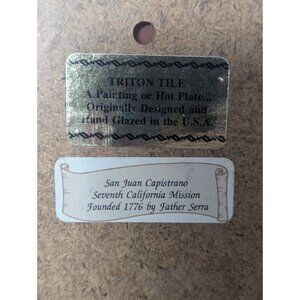 TRITON TILE
A Painting or Hot Plate...
Originally Designed and
Hand Glazed in the U.S.A.
San Juan Capistrano
Seventh California Mission
Founded 1776 by Father Serra